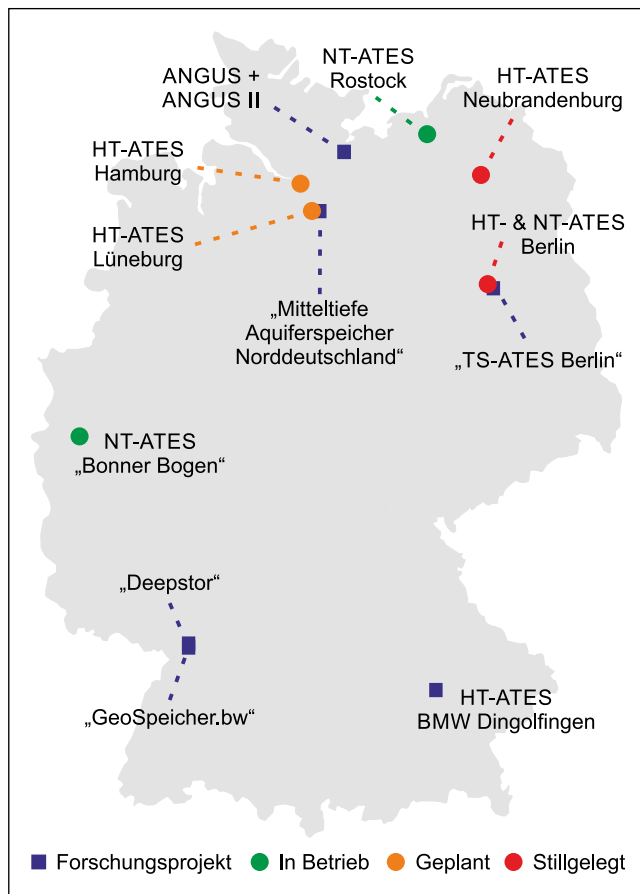 ANGUS +
ANGUS II
NT-ATES
Rostock
HT-ATES
Neubrandenburg
HT-ATES
Hamburg
HT-ATES
Lüneburg
HT- & NT-ATES
Berlin
„Mitteltiefe
Aquiferspeicher
Norddeutschland“
„TS-ATES Berlin“
NT-ATES
„Bonner Bogen“
„Deepstor“
„GeoSpeicher.bw“
HT-ATES
BMW Dingolfingen
Forschungsprojekt In Betrieb Geplant Stillgelegt